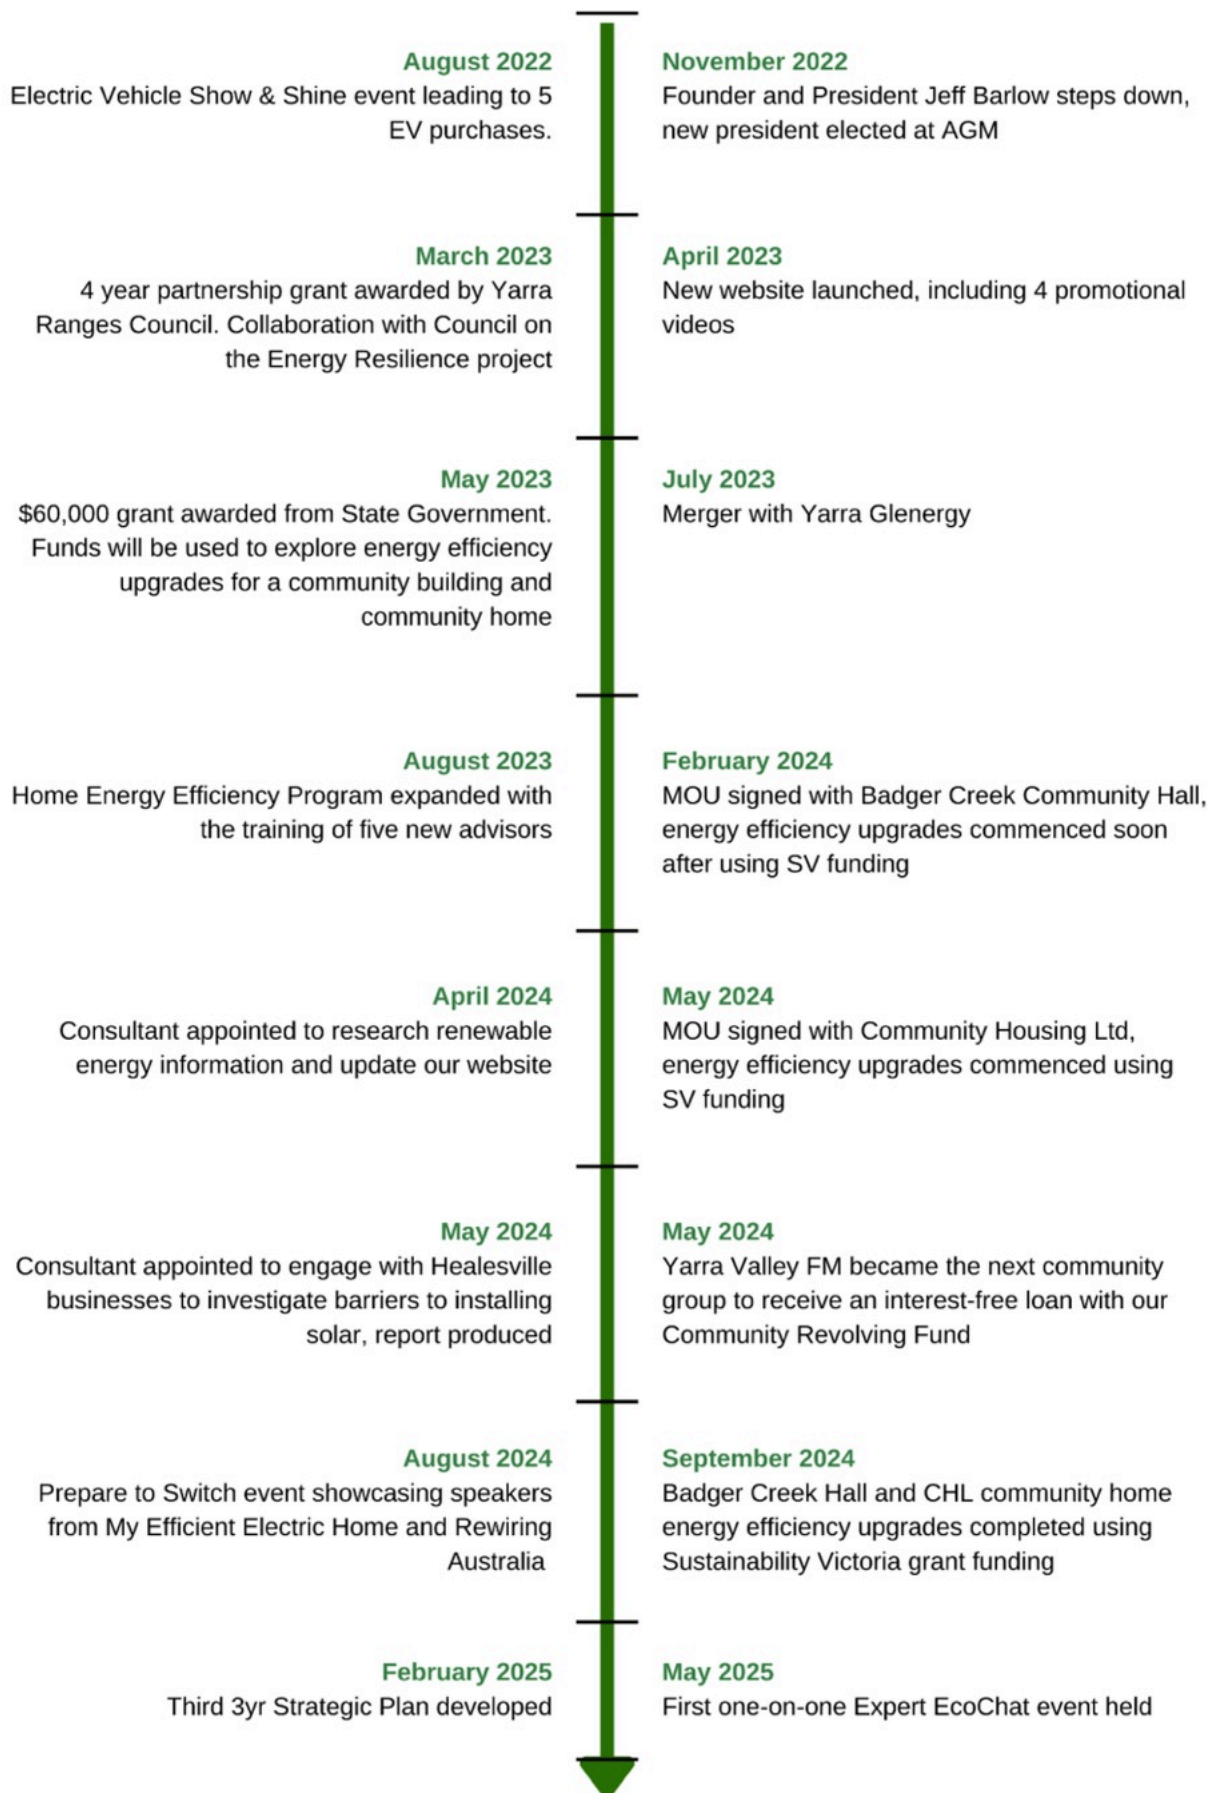 August 2022
Electric Vehicle Show & Shine event leading to 5
EV purchases.
November 2022
Founder and President Jeff Barlow steps down,
new president elected at AGM
March 2023
4 year partnership grant awarded by Yarra
Ranges Council. Collaboration with Council on
the Energy Resilience project
April 2023
New website launched, including 4 promotional
videos
May 2023
$60,000 grant awarded from State Government.
Funds will be used to explore energy efficiency
upgrades for a community building and
community home
July 2023
Merger with Yarra Glenergy
August 2023
Home Energy Efficiency Program expanded with
the training of five new advisors
February 2024
MOU signed with Badger Creek Community Hall,
energy efficiency upgrades commenced soon
after using SV funding
April 2024
Consultant appointed to research renewable
energy information and update our website
May 2024
MOU signed with Community Housing Ltd,
energy efficiency upgrades commenced using
SV funding
May 2024
Consultant appointed to engage with Healesville
businesses to investigate barriers to installing
solar, report produced
May 2024
Yarra Valley FM became the next community
group to receive an interest-free loan with our
Community Revolving Fund
August 2024
Prepare to Switch event showcasing speakers
from My Efficient Electric Home and Rewiring
Australia
September 2024
Badger Creek Hall and CHL community home
energy efficiency upgrades completed using
Sustainability Victoria grant funding
February 2025
Third 3yr Strategic Plan developed
May 2025
First one-on-one Expert EcoChat event held